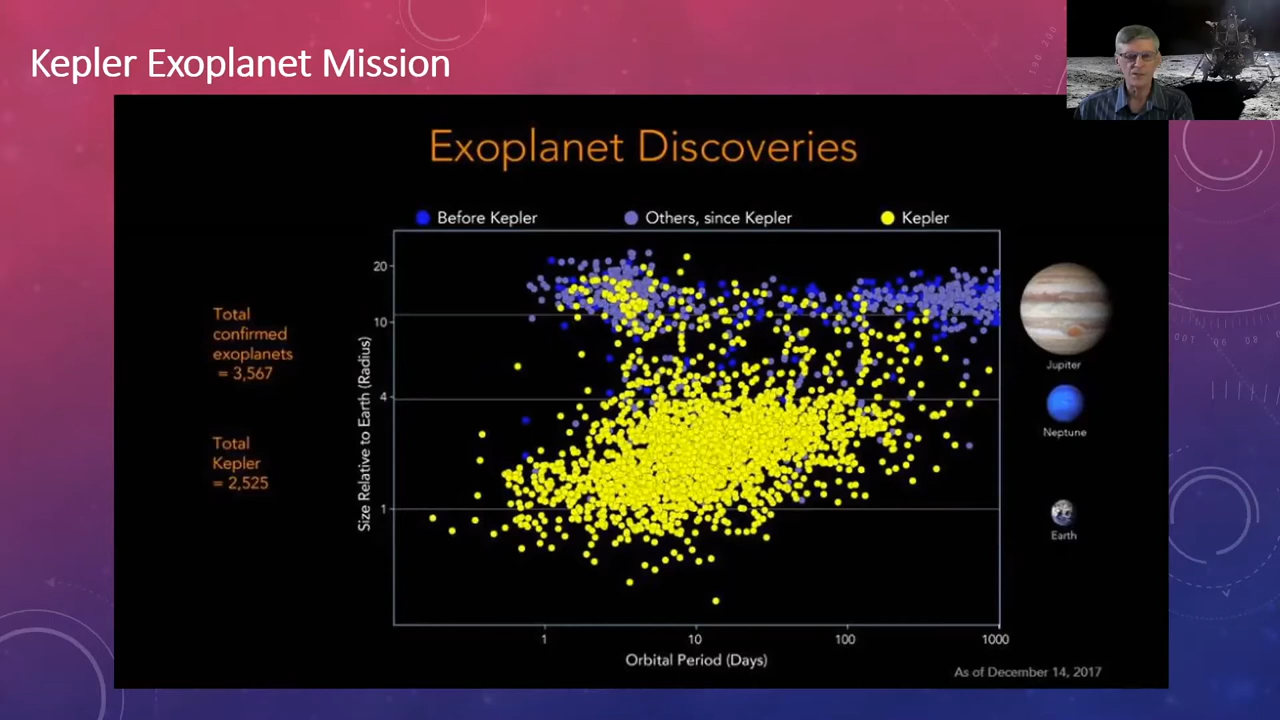 Kepler Exoplanet Mission
Exoplanet Discoveries
Before Kepler
Others, since Kepler
Kepler
Total
confirmed
exoplanets
= 3,567
Total
Kepler
= 2,525
Size Relative to Earth (Radius)
20
10
4
1
1
10
100
1000
Orbital Period (Days)
Jupiter
Neptune
Earth
As of December 14, 2017